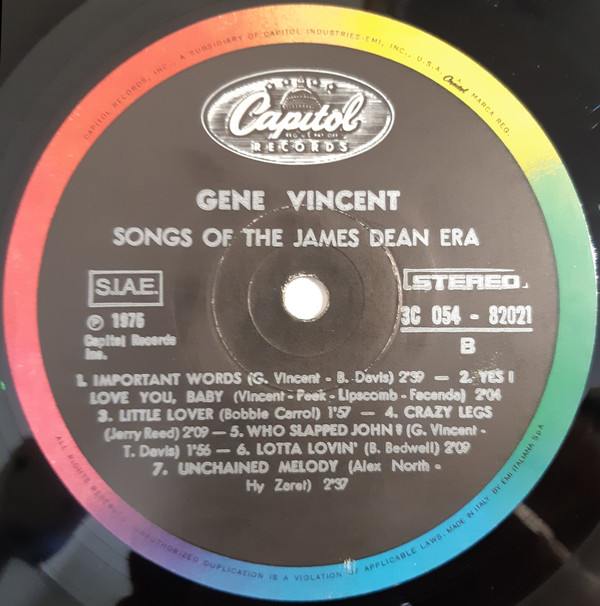 CAPITOL RECORDS, INC., A SUBSIDIARY OF CAPITOL INDUSTRIES-EMI, INC., U.S.A.
Capitol MARCA REG.
Capitol
RECORDS
GENE VINCENT
SONGS OF THE JAMES DEAN ERA
S.I.A.E.
STEREO
℗ 1975
Capitol Records
Inc.
3C 054 - 82021
B
1. IMPORTANT WORDS (G. Vincent - B. Davis) 2'39 — 2. YES I
LOVE YOU, BABY (Vincent - Peek - Lipscomb - Facenda) 2'04
3. LITTLE LOVER (Bobbie Carrol) 1'57 — 4. CRAZY LEGS
(Jerry Reed) 2'09 — 5. WHO SLAPPED JOHN? (G. Vincent -
T. Davis) 1'56 — 6. LOTTA LOVIN' (B. Bedwell) 2'09
7. UNCHAINED MELODY (Alex North -
Hy Zaret) 2'37
ALL RIGHTS RESERVED. UNAUTHORIZED DUPLICATION IS A VIOLATION OF APPLICABLE LAWS. MADE IN ITALY BY EMI ITALIANA SpA